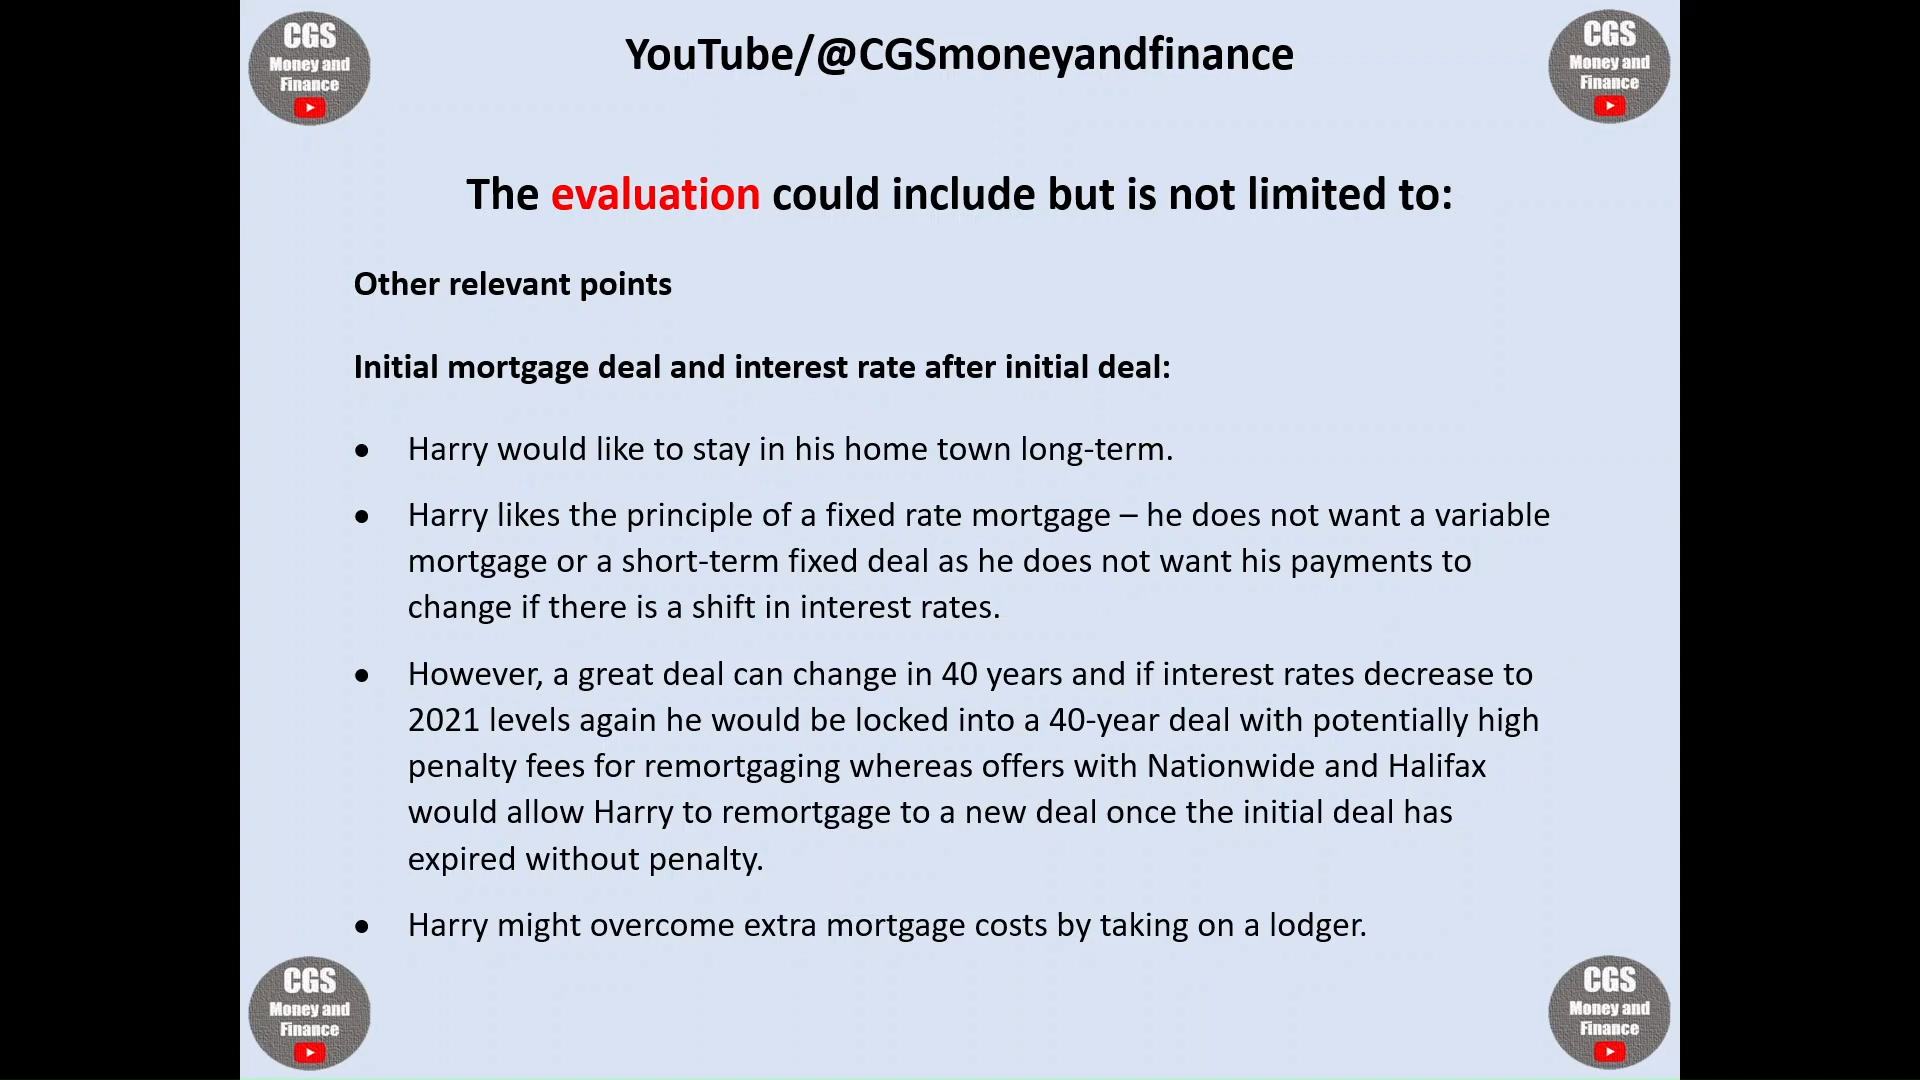 CGS
Money and
Finance
YouTube/@CGSmoneyandfinance
CGS
Money and
Finance
The evaluation could include but is not limited to:
Other relevant points
Initial mortgage deal and interest rate after initial deal:
• Harry would like to stay in his home town long-term.
• Harry likes the principle of a fixed rate mortgage – he does not want a variable
mortgage or a short-term fixed deal as he does not want his payments to
change if there is a shift in interest rates.
• However, a great deal can change in 40 years and if interest rates decrease to
2021 levels again he would be locked into a 40-year deal with potentially high
penalty fees for remortgaging whereas offers with Nationwide and Halifax
would allow Harry to remortgage to a new deal once the initial deal has
expired without penalty.
• Harry might overcome extra mortgage costs by taking on a lodger.
CGS
Money and
Finance
CGS
Money and
Finance